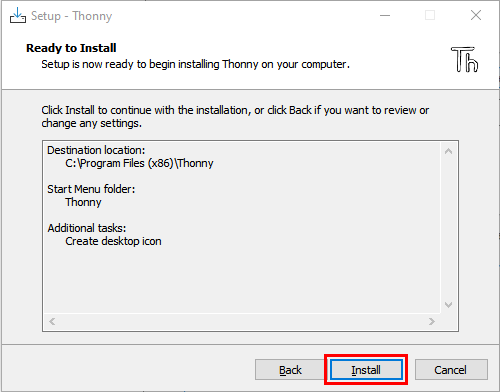 Setup - Thonny
Ready to Install
Setup is now ready to begin installing Thonny on your computer.
Th
Click Install to continue with the installation, or click Back if you want to review or
change any settings.
Destination location:
C:\Program Files (x86)\Thonny
Start Menu folder:
Thonny
Additional tasks:
Create desktop icon
Back
Install
Cancel